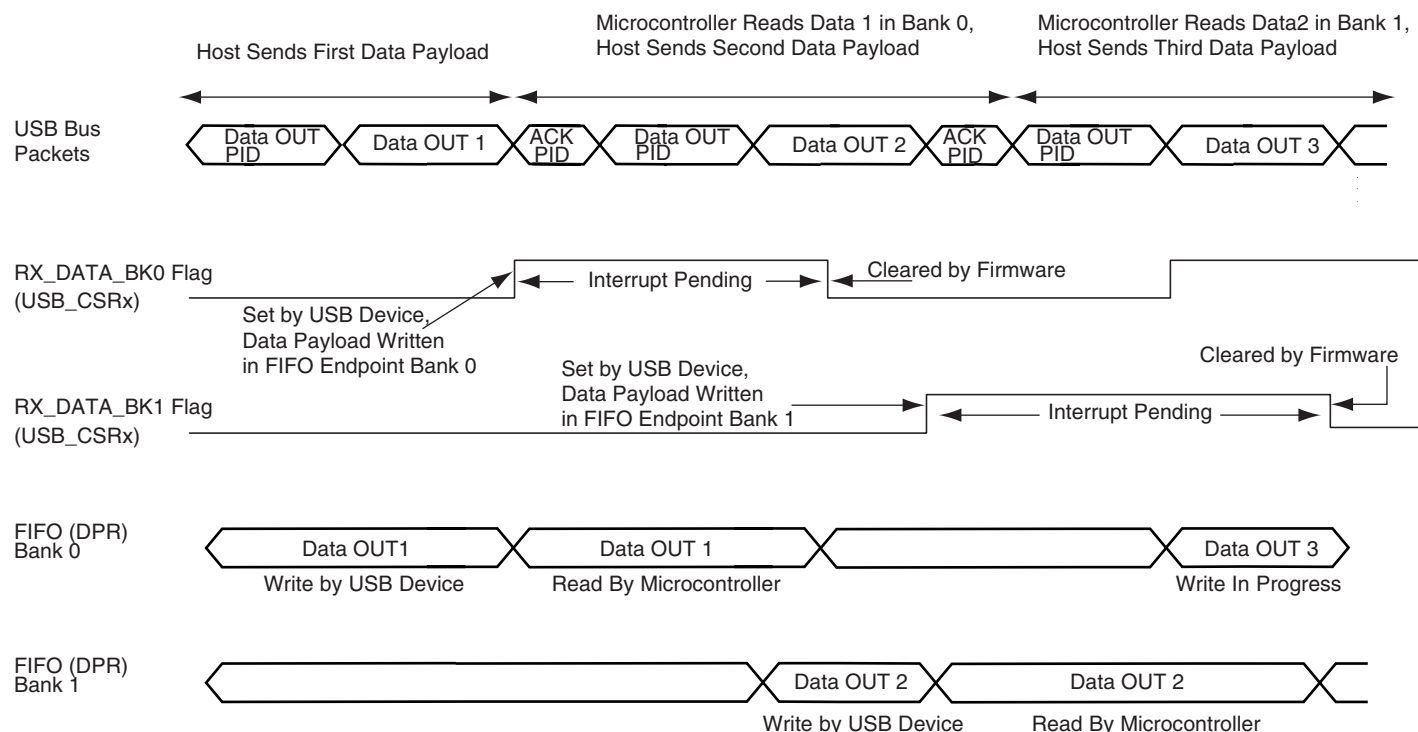 Microcontroller Reads Data 1 in Bank 0,
Host Sends Second Data Payload
Microcontroller Reads Data2 in Bank 1,
Host Sends Third Data Payload
Host Sends First Data Payload
USB Bus
Packets
Data OUT
PID
Data OUT 1
ACK
PID
Data OUT
PID
Data OUT 2
ACK
PID
Data OUT
PID
Data OUT 3
RX_DATA_BK0 Flag
(USB_CSRx)
Interrupt Pending
Cleared by Firmware
Set by USB Device,
Data Payload Written
in FIFO Endpoint Bank 0
Cleared by Firmware
Set by USB Device,
Data Payload Written
in FIFO Endpoint Bank 1
RX_DATA_BK1 Flag
(USB_CSRx)
Interrupt Pending
FIFO (DPR)
Bank 0
Data OUT1
Data OUT 1
Data OUT 3
Write by USB Device
Read By Microcontroller
Write In Progress
FIFO (DPR)
Bank 1
Data OUT 2
Data OUT 2
Write by USB Device
Read By Microcontroller